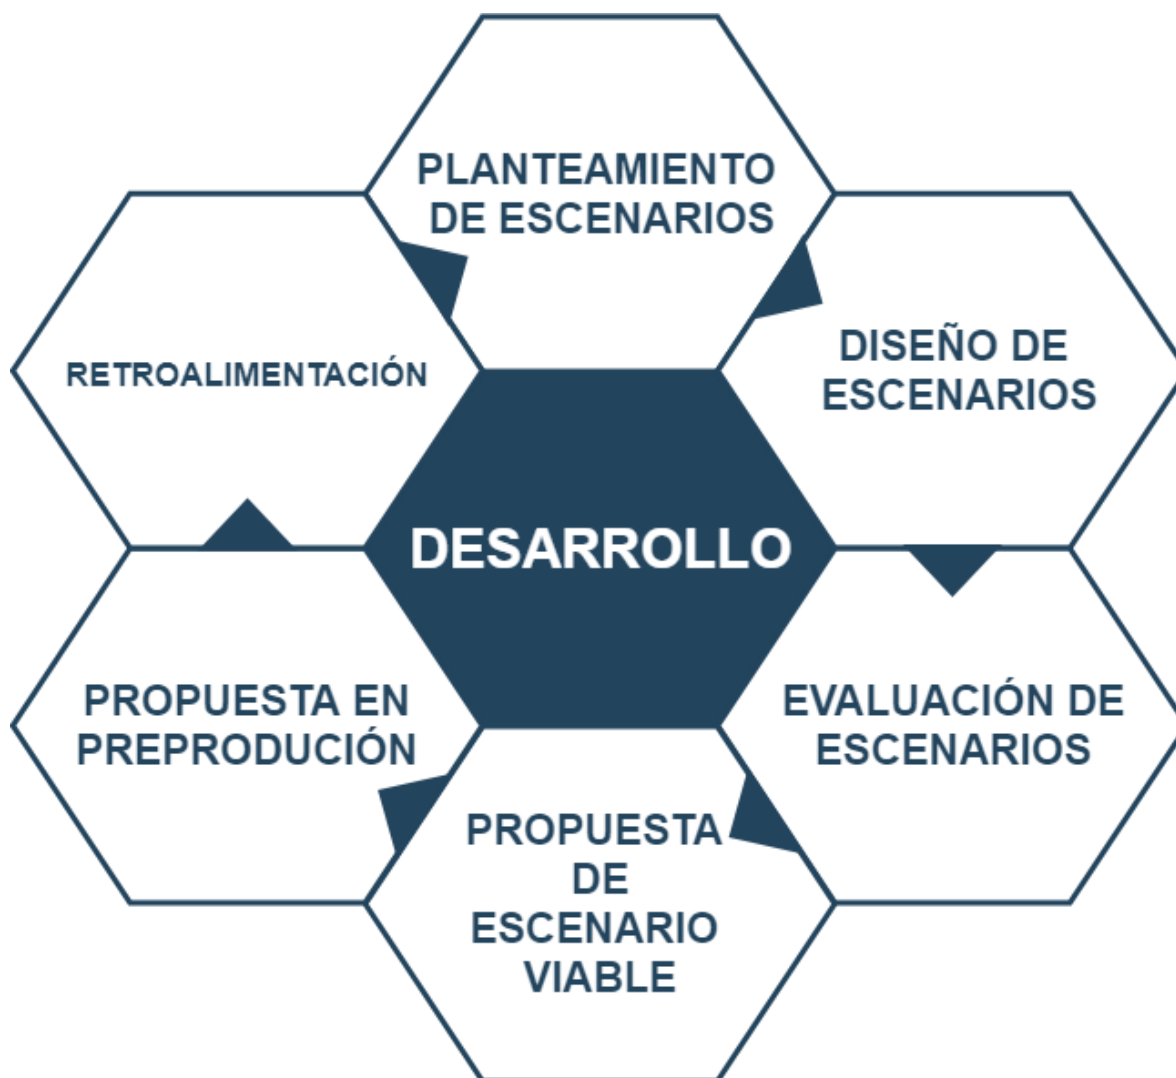 PLANTEAMIENTO
DE ESCENARIOS
DISEÑO DE
ESCENARIOS
RETROALIMENTACIÓN
DESARROLLO
EVALUACIÓN DE
ESCENARIOS
PROPUESTA EN
PREPRODUCIÓN
PROPUESTA
DE
ESCENARIO
VIABLE